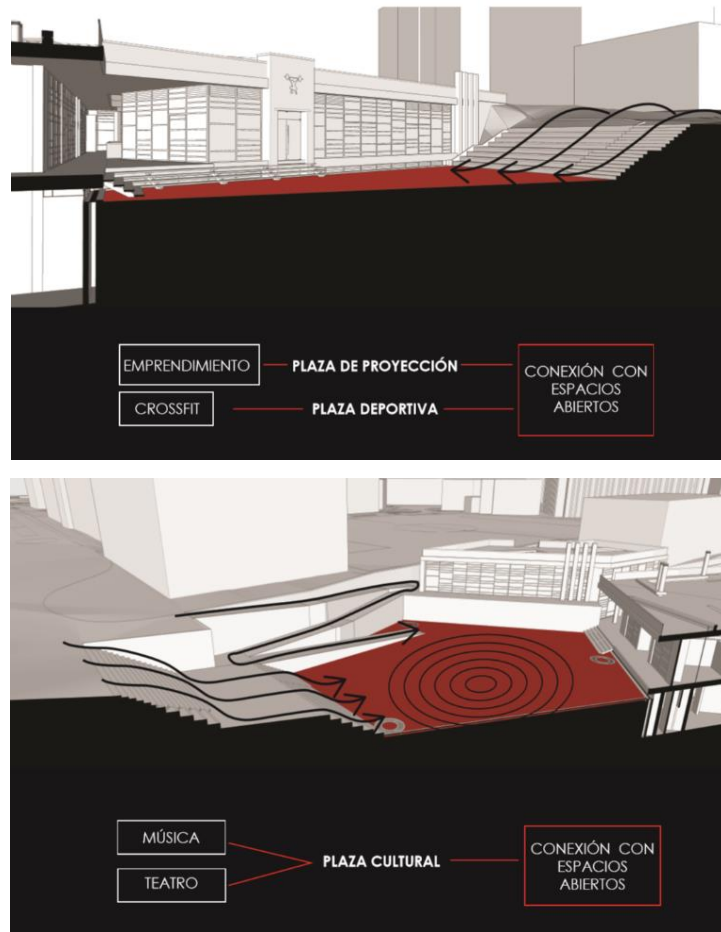 EMPRENDIMIENTO
PLAZA DE PROYECCIÓN
CROSSFIT
PLAZA DEPORTIVA
CONEXIÓN CON
ESPACIOS
ABIERTOS
MÚSICA
TEATRO
PLAZA CULTURAL
CONEXIÓN CON
ESPACIOS
ABIERTOS